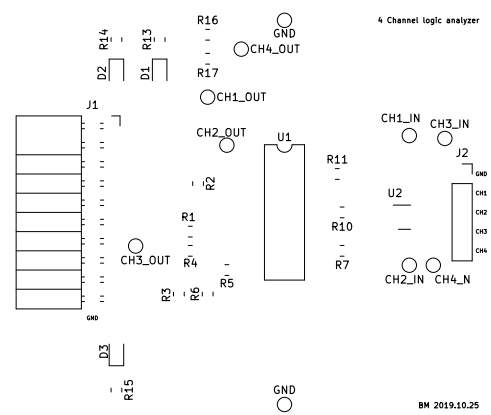 R16
4 Channel logic analyzer
R14
R13
GND
CH4_OUT
D2
D1
R17
CH1_OUT
J1
CH2_OUT
U1
CH1_IN
CH3_IN
R11
J2
GND
R2
U2
CH1
CH2
R1
R10
CH3
CH3_OUT
R4
R7
CH4
R5
CH2_IN
CH4_N
R3
R6
GND
D3
R15
GND
BM 2019.10.25